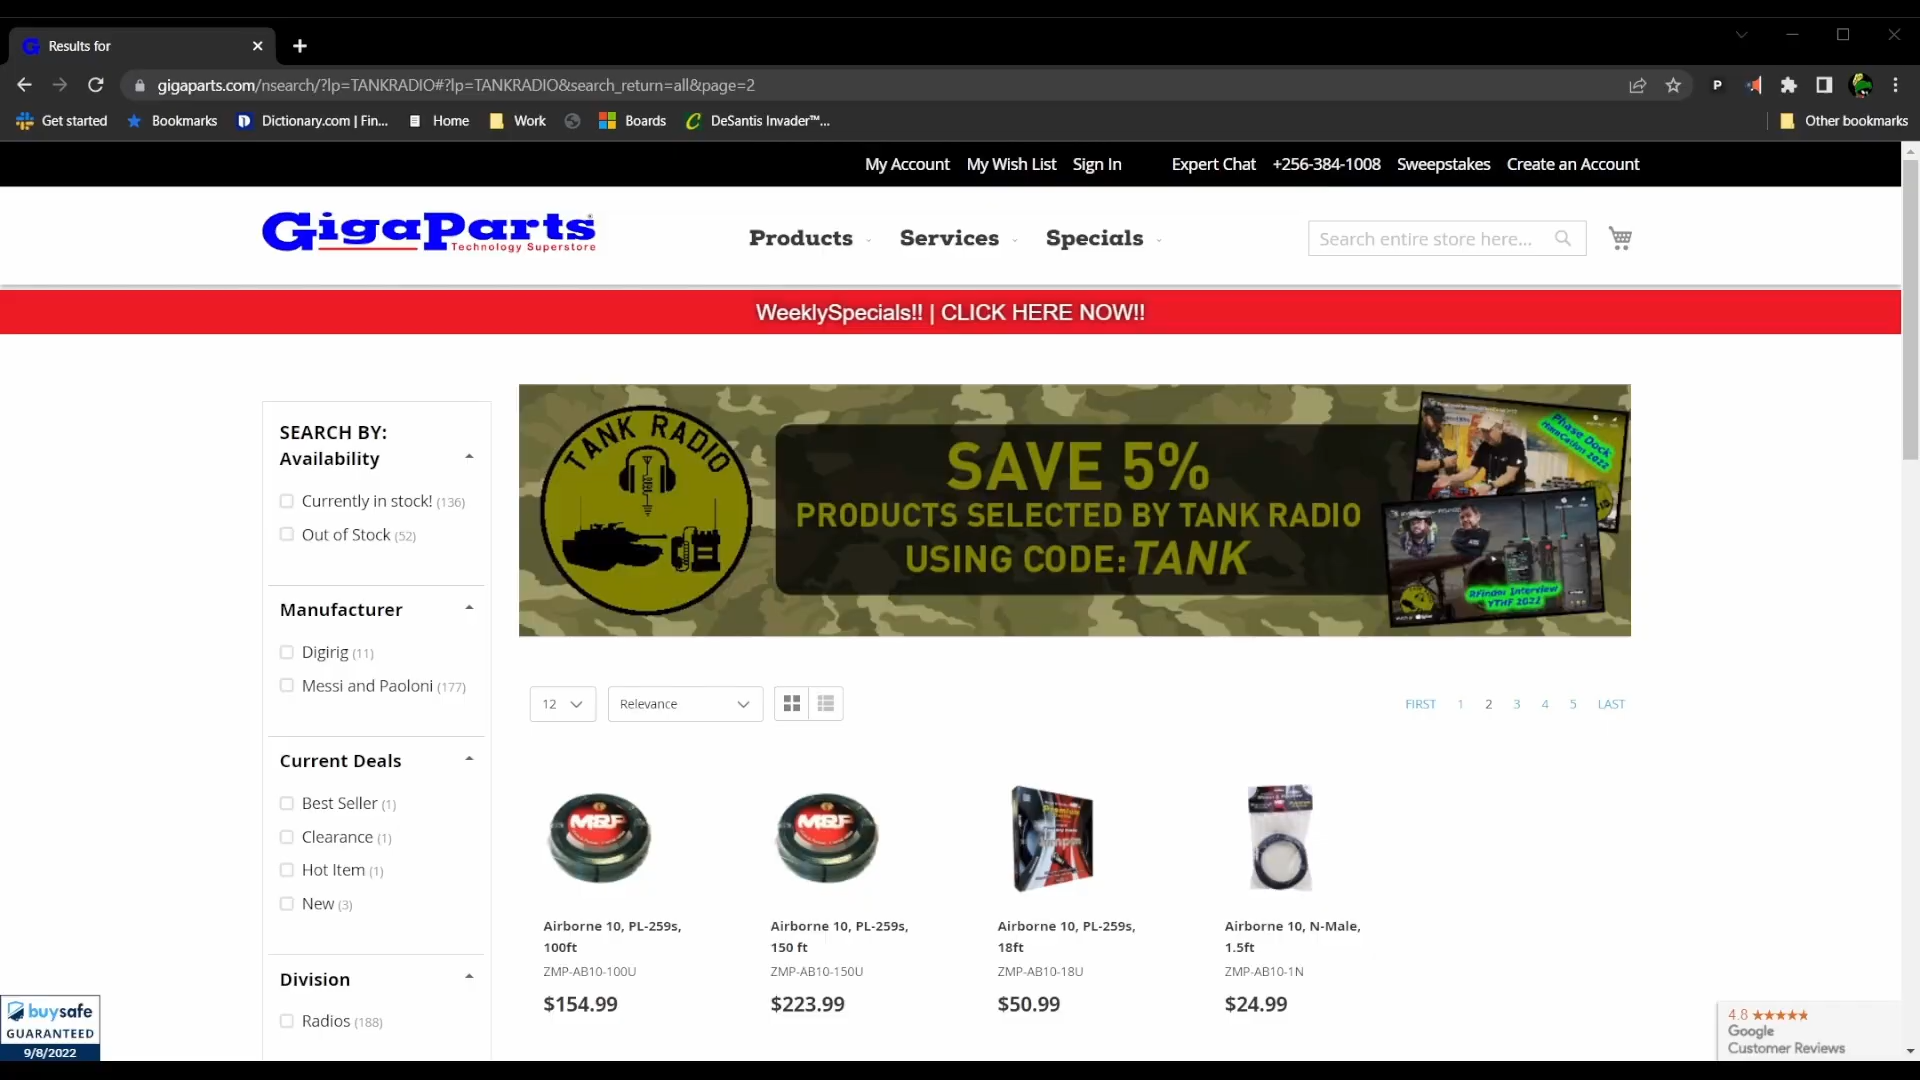 Results for
gigaparts.com/nsearch/?lp=TANKRADIO#?lp=TANKRADIO&search_return=all&page=2
P
Get started
Bookmarks
D
Dictionary.com | Fin...
Home
Work
Boards
DeSantis Invader™...
Other bookmarks
My Account
My Wish List
Sign In
Expert Chat
+256-384-1008
Sweepstakes
Create an Account
GigaParts
Technology Superstore
Products
Services
Specials
Search entire store here...
WeeklySpecials!! | CLICK HERE NOW!!
SEARCH BY:
Availability
Currently in stock! (136)
Out of Stock (52)
Manufacturer
Digirig (11)
Messi and Paoloni (177)
Current Deals
Best Seller (1)
Clearance (1)
Hot Item (1)
New (3)
Division
Radios (188)
TANK RADIO
SAVE 5%
PRODUCTS SELECTED BY TANK RADIO
USING CODE: TANK
Phase Dock
HamCation 2022
RFinder Interview
YTHF 2022
12
Relevance
FIRST 1 2 3 4 5 LAST
M&P
M&P
Airborne 10, PL-259s,
100ft
ZMP-AB10-100U
$154.99
Airborne 10, PL-259s,
150 ft
ZMP-AB10-150U
$223.99
Airborne 10, PL-259s,
18ft
ZMP-AB10-18U
$50.99
Airborne 10, N-Male,
1.5ft
ZMP-AB10-1N
$24.99
buysafe
GUARANTEED
9/8/2022
4.8
Google
Customer Reviews